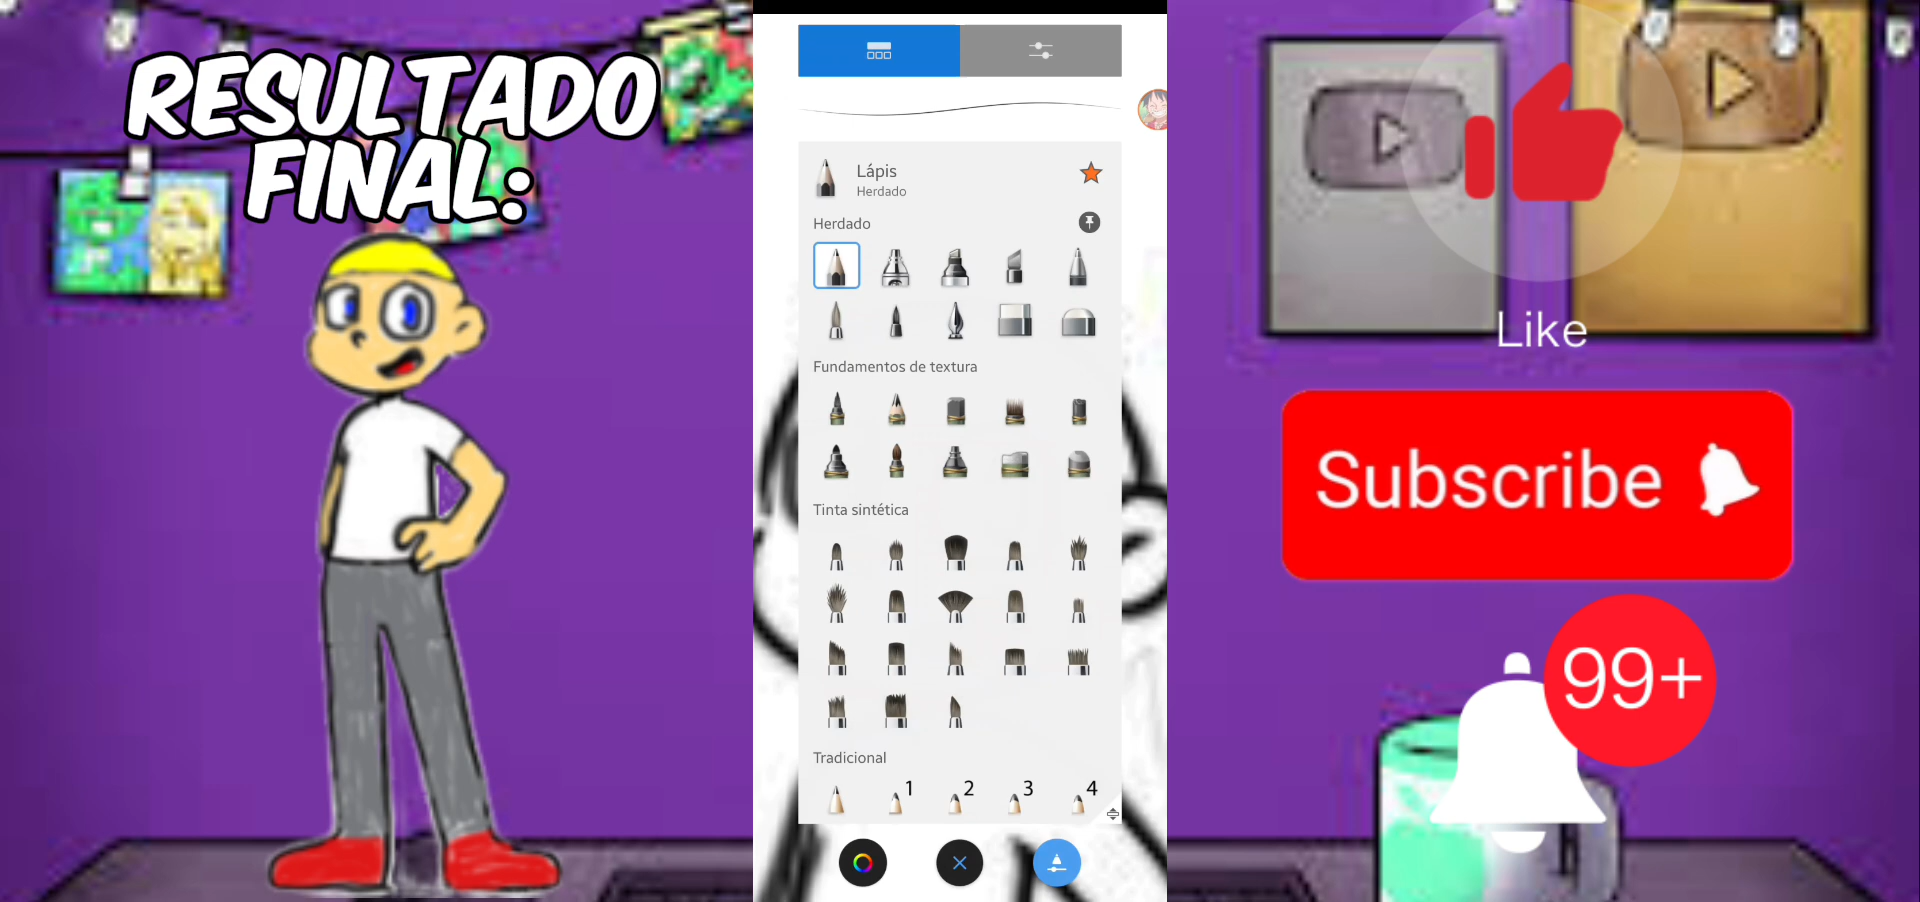 RESULTADO
FINAL:
Lápis
Herdado
Herdado
Fundamentos de textura
Tinta sintética
Tradicional
1 2 3 4
Like
Subscribe
99+